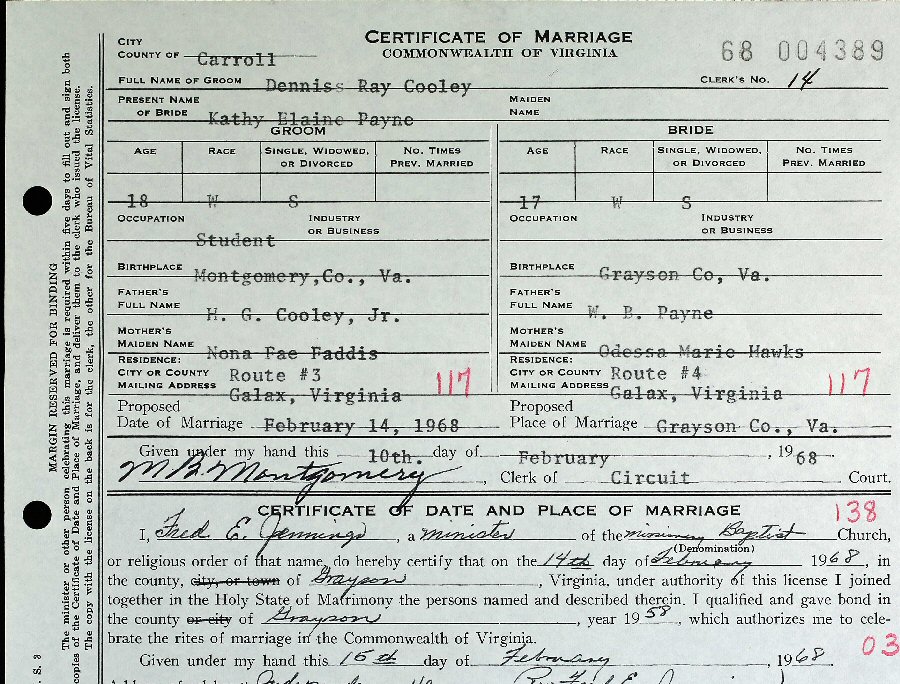 CERTIFICATE OF MARRIAGE
COMMONWEALTH OF VIRGINIA
68 004389
CITY
COUNTY OF Carroll
FULL NAME OF GROOM Denniss Ray Cooley
CLERK'S NO. 14
PRESENT NAME OF BRIDE Kathy Elaine Payne
MAIDEN NAME
GROOM BRIDE
AGE RACE SINGLE, WIDOWED, OR DIVORCED NO. TIMES PREV. MARRIED AGE RACE SINGLE, WIDOWED, OR DIVORCED NO. TIMES PREV. MARRIED
18 W S 17 W S
OCCUPATION INDUSTRY OR BUSINESS OCCUPATION INDUSTRY OR BUSINESS
Student
BIRTHPLACE Montgomery, Co., Va. BIRTHPLACE Grayson Co, Va.
FATHER'S FULL NAME H. G. Cooley, Jr. FATHER'S FULL NAME W. B. Payne
MOTHER'S MAIDEN NAME Nona Fae Faddis MOTHER'S MAIDEN NAME Odessa Marie Hawks
RESIDENCE: RESIDENCE:
CITY OR COUNTY Route #3 117 CITY OR COUNTY Route #4 117
MAILING ADDRESS Galax, Virginia MAILING ADDRESS Galax, Virginia
Proposed Date of Marriage February 14, 1968 Proposed Place of Marriage Grayson Co., Va.
Given under my hand this 10th. day of February, 1968.
M B Montgomery, Clerk of Circuit Court.
CERTIFICATE OF DATE AND PLACE OF MARRIAGE 138
I, Fred E. Jennings, a minister of the missionary Baptist Church,
(Denomination)
or religious order of that name, do hereby certify that on the 14th day of February 1968, in
the county, city, or town of Grayson, Virginia, under authority of this license I joined
together in the Holy State of Matrimony the persons named and described therein. I qualified and gave bond in
the county or city of Grayson, year 1958, which authorizes me to cele-
brate the rites of marriage in the Commonwealth of Virginia.
03
Given under my hand this 15th day of February, 1968
MARGIN RESERVED FOR BINDING
The minister or other person celebrating this marriage is required within five days to fill out and sign both
copies of the Certificate of Date and Place of Marriage, and deliver them to the clerk who issued the license.
The copy with the license on the back is for the clerk, the other for the Bureau of Vital Statistics.
S. 3